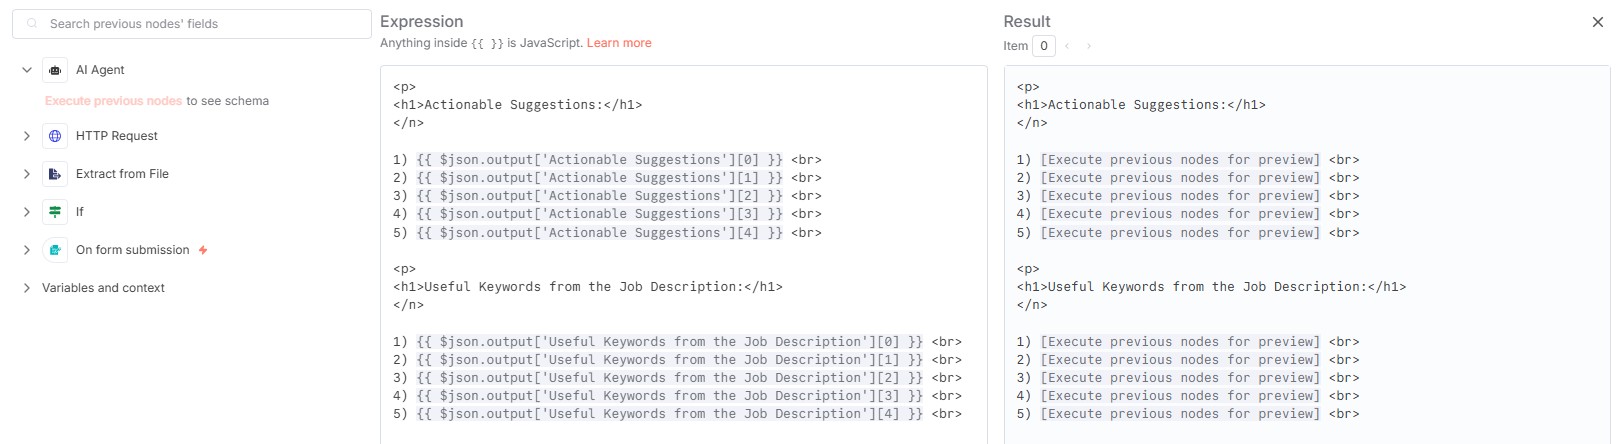 Search previous nodes' fields
AI Agent
Execute previous nodes to see schema
HTTP Request
Extract from File
If
On form submission
Variables and context
Expression
Anything inside {{ }} is JavaScript. Learn more
<p>
<h1>Actionable Suggestions:</h1>
</n>
1) {{ $json.output['Actionable Suggestions'][0] }} <br>
2) {{ $json.output['Actionable Suggestions'][1] }} <br>
3) {{ $json.output['Actionable Suggestions'][2] }} <br>
4) {{ $json.output['Actionable Suggestions'][3] }} <br>
5) {{ $json.output['Actionable Suggestions'][4] }} <br>
<p>
<h1>Useful Keywords from the Job Description:</h1>
</n>
1) {{ $json.output['Useful Keywords from the Job Description'][0] }} <br>
2) {{ $json.output['Useful Keywords from the Job Description'][1] }} <br>
3) {{ $json.output['Useful Keywords from the Job Description'][2] }} <br>
4) {{ $json.output['Useful Keywords from the Job Description'][3] }} <br>
5) {{ $json.output['Useful Keywords from the Job Description'][4] }} <br>
Result
Item 0
<p>
<h1>Actionable Suggestions:</h1>
</n>
1) [Execute previous nodes for preview] <br>
2) [Execute previous nodes for preview] <br>
3) [Execute previous nodes for preview] <br>
4) [Execute previous nodes for preview] <br>
5) [Execute previous nodes for preview] <br>
<p>
<h1>Useful Keywords from the Job Description:</h1>
</n>
1) [Execute previous nodes for preview] <br>
2) [Execute previous nodes for preview] <br>
3) [Execute previous nodes for preview] <br>
4) [Execute previous nodes for preview] <br>
5) [Execute previous nodes for preview] <br>